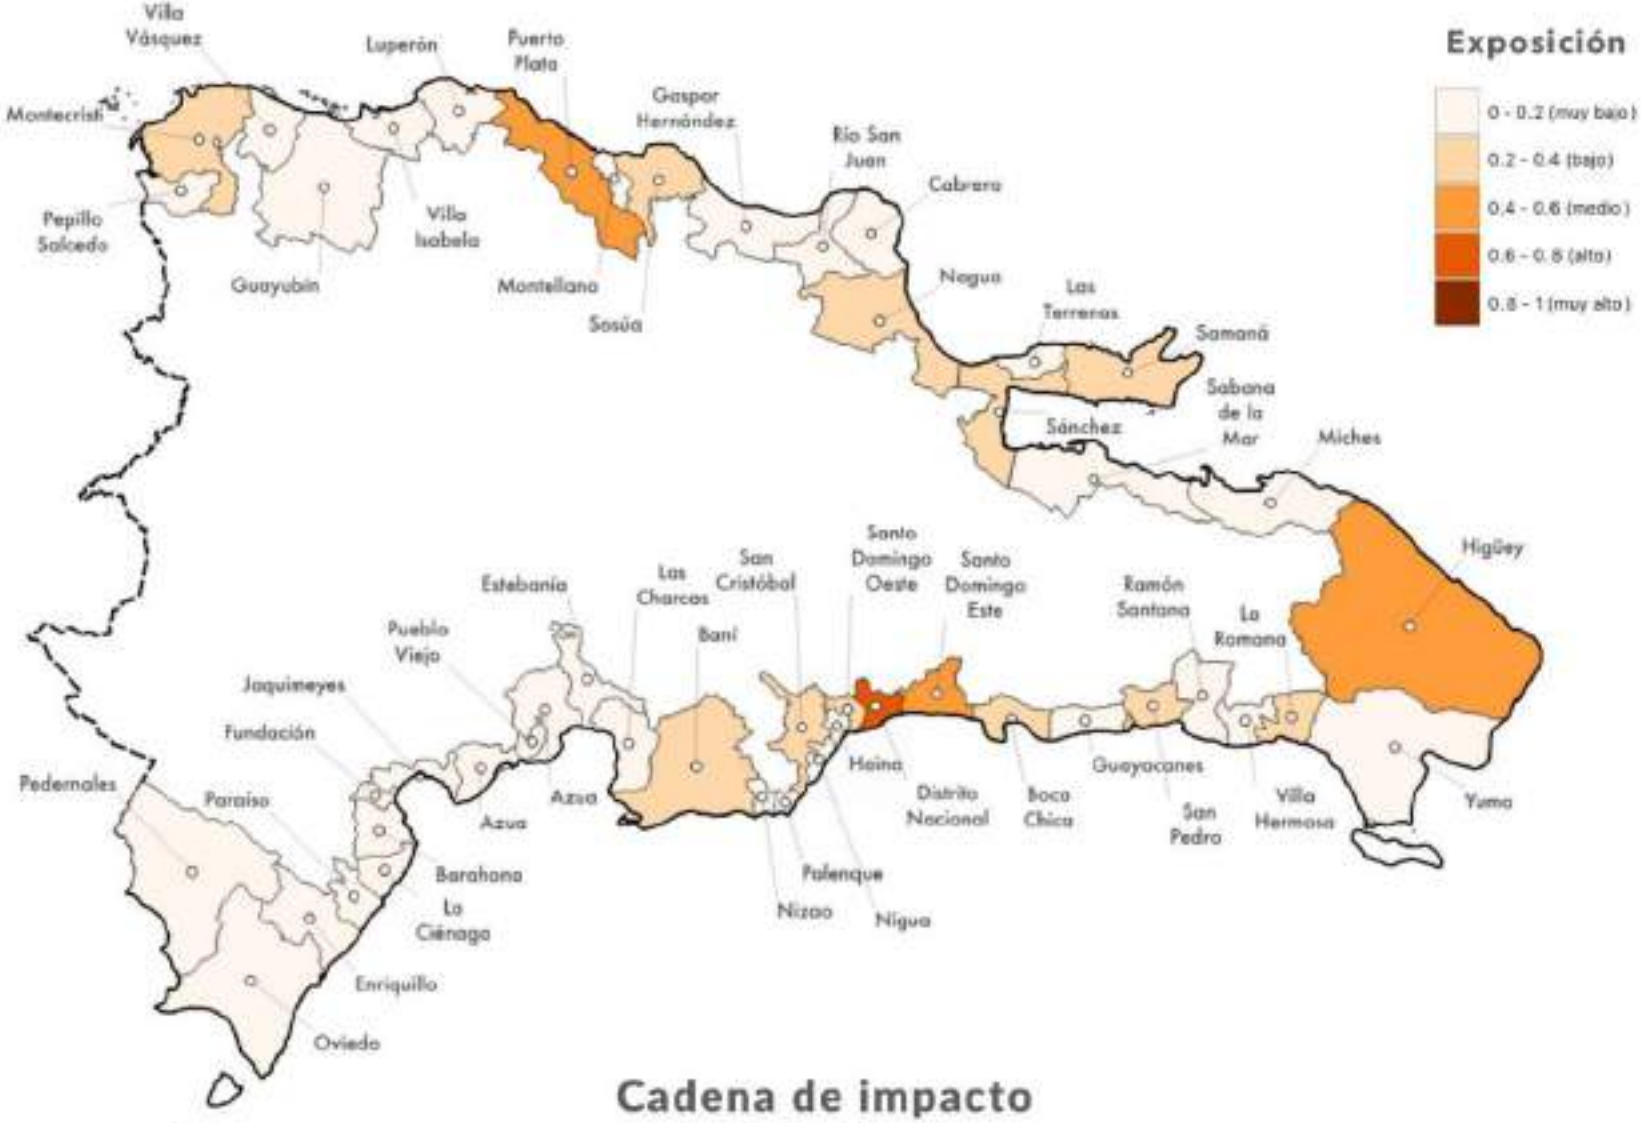 Villa
Vásquez
Luperón
Puerto
Plata
Exposición
Montecristi
Gaspar
Hernández
0 - 0.2 (muy bajo)
Río San
Juan
0.2 - 0.4 (bajo)
Cabrera
Pepillo
Salcedo
Villa
Isabela
0.4 - 0.6 (medio)
0.6 - 0.8 (alto)
Guayubín
Montellano
Nagua
Las
Terrenas
0.8 - 1 (muy alto)
Sosúa
Samaná
Sabana
de la
Mar
Sánchez
Miches
Santo
Domingo
Oeste
Higüey
Estebanía
Las
Charcas
San
Cristóbal
Santo
Domingo
Este
Ramón
Santana
La
Romana
Pueblo
Viejo
Baní
Jaquimeyes
Fundación
Pedernales
Paraíso
Azua
Azua
Haina
Guayacanes
Distrito
Nacional
Boca
Chica
San
Pedro
Villa
Hermosa
Yuma
Barahona
Palenque
La
Ciénaga
Nizao
Nigua
Enriquillo
Oviedo
Cadena de impacto